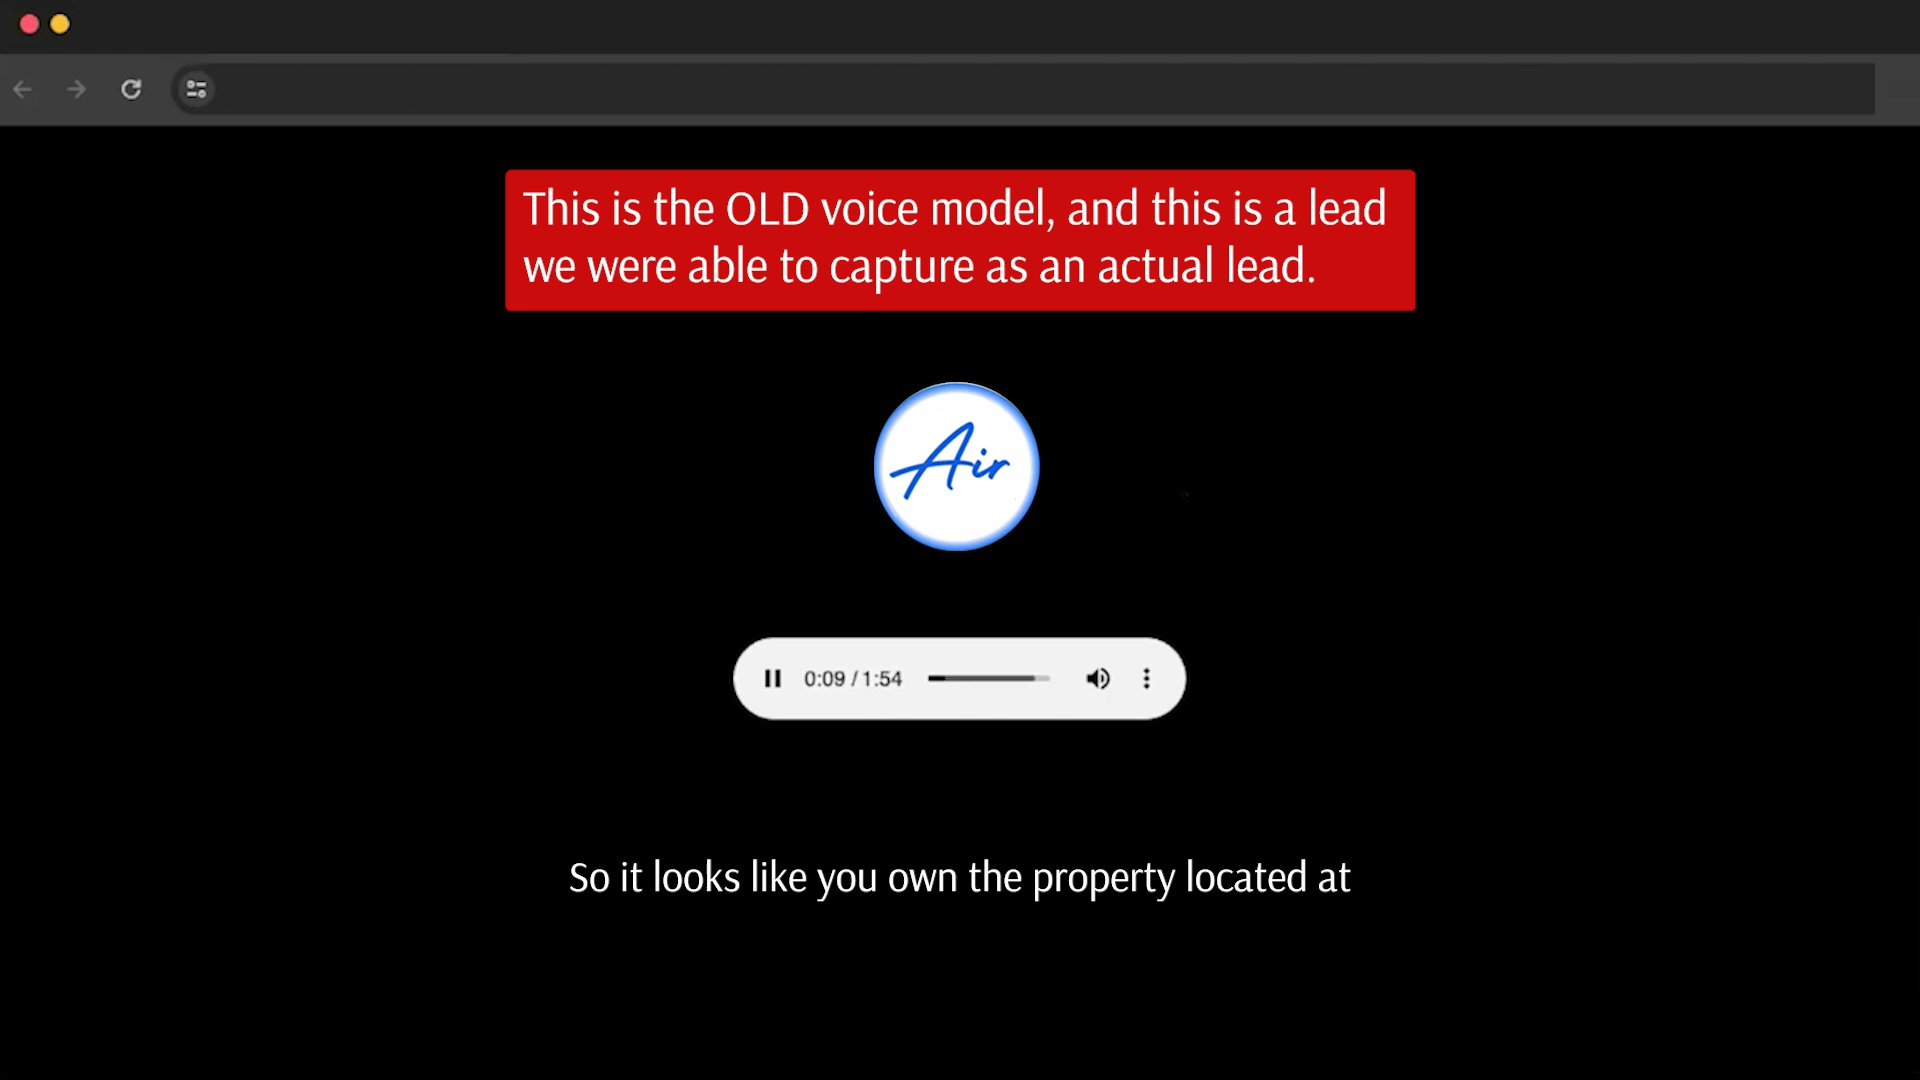 This is the OLD voice model, and this is a lead
we were able to capture as an actual lead.
Air
0:09 / 1:54
So it looks like you own the property located at